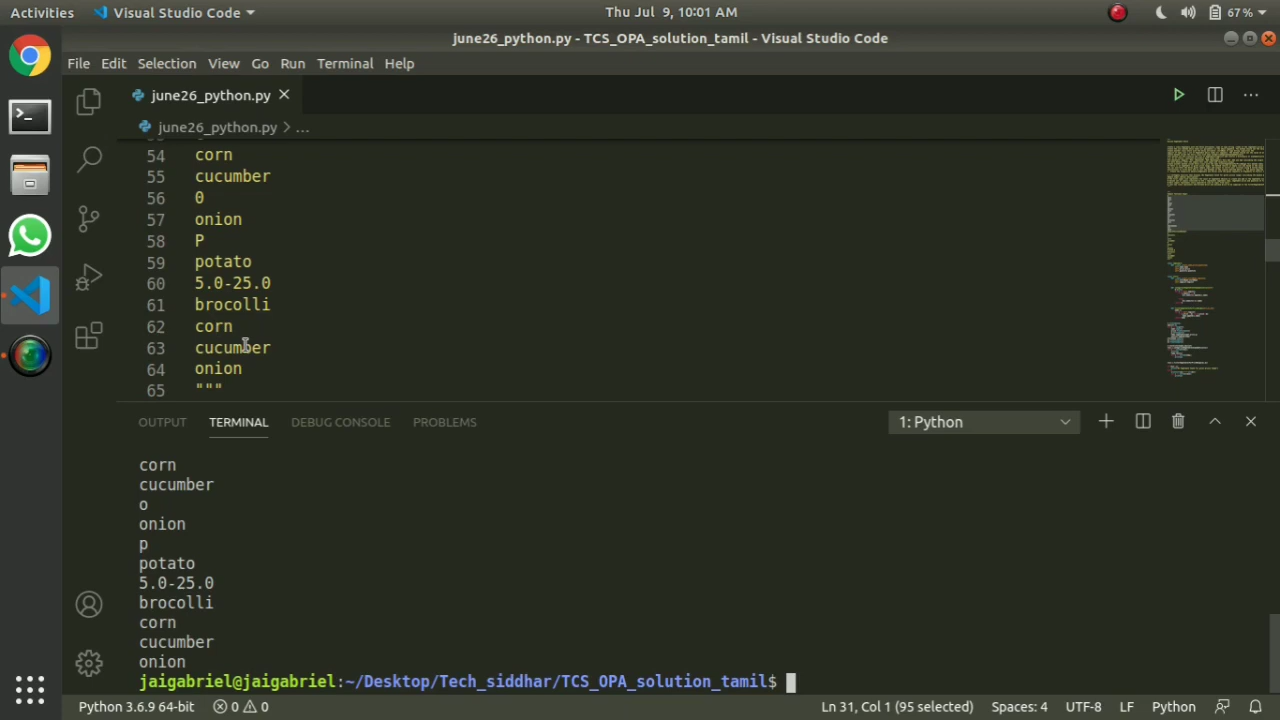 Activities
Visual Studio Code
Thu Jul 9, 10:01 AM
67 %
june26_python.py - TCS_OPA_solution_tamil - Visual Studio Code
File Edit Selection View Go Run Terminal Help
june26_python.py
june26_python.py > ...
54 corn
55 cucumber
56 0
57 onion
58 P
59 potato
60 5.0-25.0
61 brocolli
62 corn
63 cucumber
64 onion
65 """
OUTPUT TERMINAL DEBUG CONSOLE PROBLEMS
1: Python
corn
cucumber
o
onion
p
potato
5.0-25.0
brocolli
corn
cucumber
onion
jaigabriel@jaigabriel:~/Desktop/Tech_siddhar/TCS_OPA_solution_tamil$
Python 3.6.9 64-bit 0 0 Ln 31, Col 1 (95 selected) Spaces: 4 UTF-8 LF Python